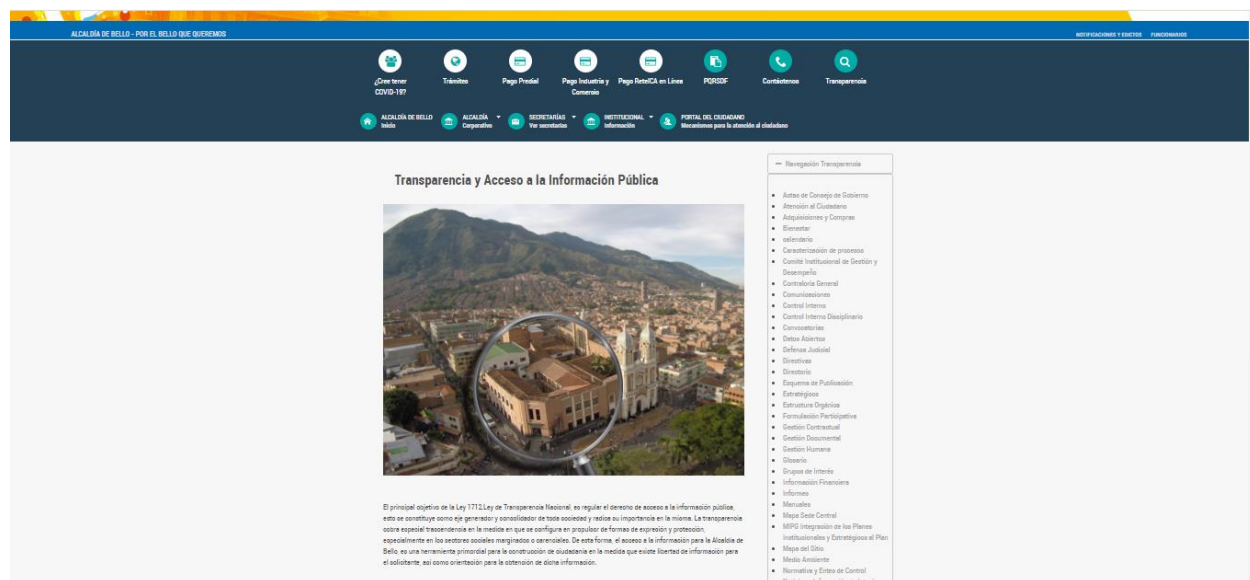 ALCALDÍA DE BELLO - POR EL BELLO QUE QUEREMOS
NOTIFICACIONES Y EDICTOS FUNCIONARIOS
¿Cree tener
COVID-19?
Trámites
Pago Predial
Pago Industria y
Comercio
Pago ReteICA en Línea
PQRSDF
Contáctenos
Transparencia
ALCALDÍA DE BELLO
Inicio
ALCALDÍA
Corporativo
SECRETARÍAS
Ver secretarías
INSTITUCIONAL
Información
PORTAL DEL CIUDADANO
Mecanismos para la atención al ciudadano
Transparencia y Acceso a la Información Pública
El principal objetivo de la Ley 1712,Ley de Transparencia Nacional, es regular el derecho de acceso a la información pública,
esto se constituye como eje generador y consolidador de toda sociedad y radica su importancia en la misma. La transparencia
cobra especial trascendencia en la medida en que se configura en propulsor de formas de expresión y protección,
especialmente en los sectores sociales marginados o carenciales. De esta forma, el acceso a la información para la Alcaldía de
Bello, es una herramienta primordial para la construcción de ciudadanía en la medida que existe libertad de información para
el solicitante, así como orientación para la obtención de dicha información.
Navegación Transparencia
Actas de Consejo de Gobierno
Atención al Ciudadano
Adquisiciones y Compras
Bienestar
calendario
Caracterización de procesos
Comité Institucional de Gestión y
Desempeño
Contraloría General
Comunicaciones
Control Interno
Control Interno Disciplinario
Convocatorias
Datos Abiertos
Defensa Judicial
Directivas
Directorio
Esquema de Publicación
Estratégicos
Estructura Orgánica
Formulación Participativa
Gestión Contractual
Gestión Documental
Gestión Humana
Glosario
Grupos de Interés
Información Financiera
Informes
Manuales
Mapa Sede Central
MIPG Integración de los Planes
Institucionales y Estratégicos al Plan
Mapa del Sitio
Medio Ambiente
Normativa y Entes de Control